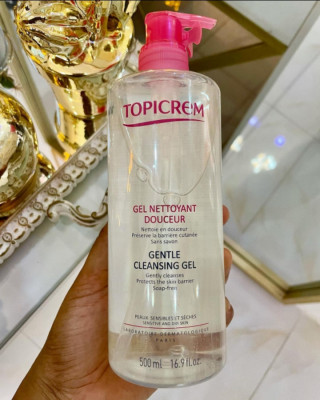 TOPICREM
GEL NETTOYANT
DOUCEUR
Nettoie en douceur
Préserve la barrière cutanée
Sans savon
GENTLE
CLEANSING GEL
Gently cleanses
Protects the skin barrier
Soap-free
PEAUX SENSIBLES ET SÈCHES
SENSITIVE AND DRY SKIN
LABORATOIRE DERMATOLOGIQUE
PARIS
500 ml 16.9 fl.oz.